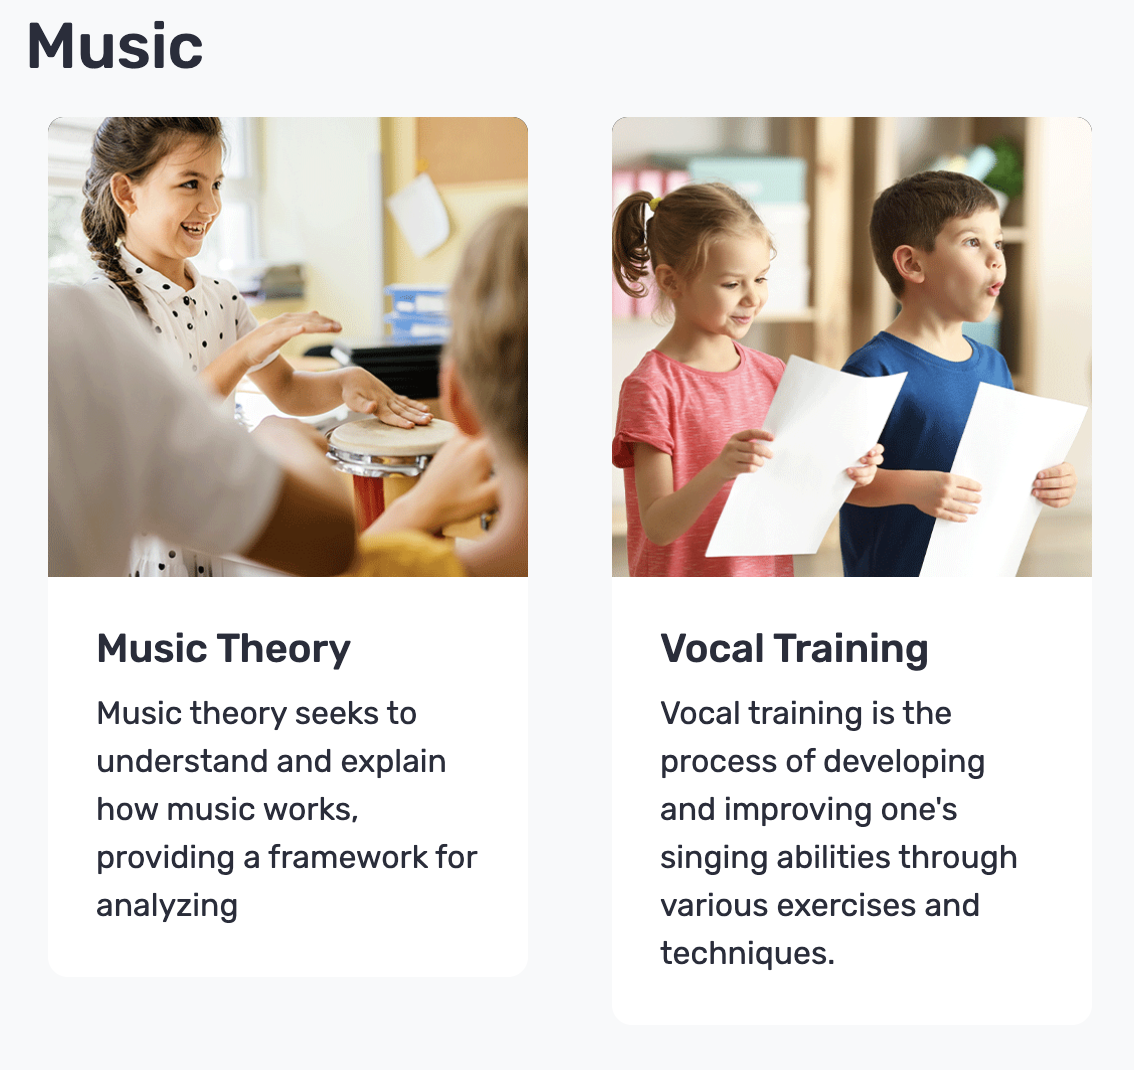 Music
Music Theory
Music theory seeks to
understand and explain
how music works,
providing a framework for
analyzing
Vocal Training
Vocal training is the
process of developing
and improving one's
singing abilities through
various exercises and
techniques.